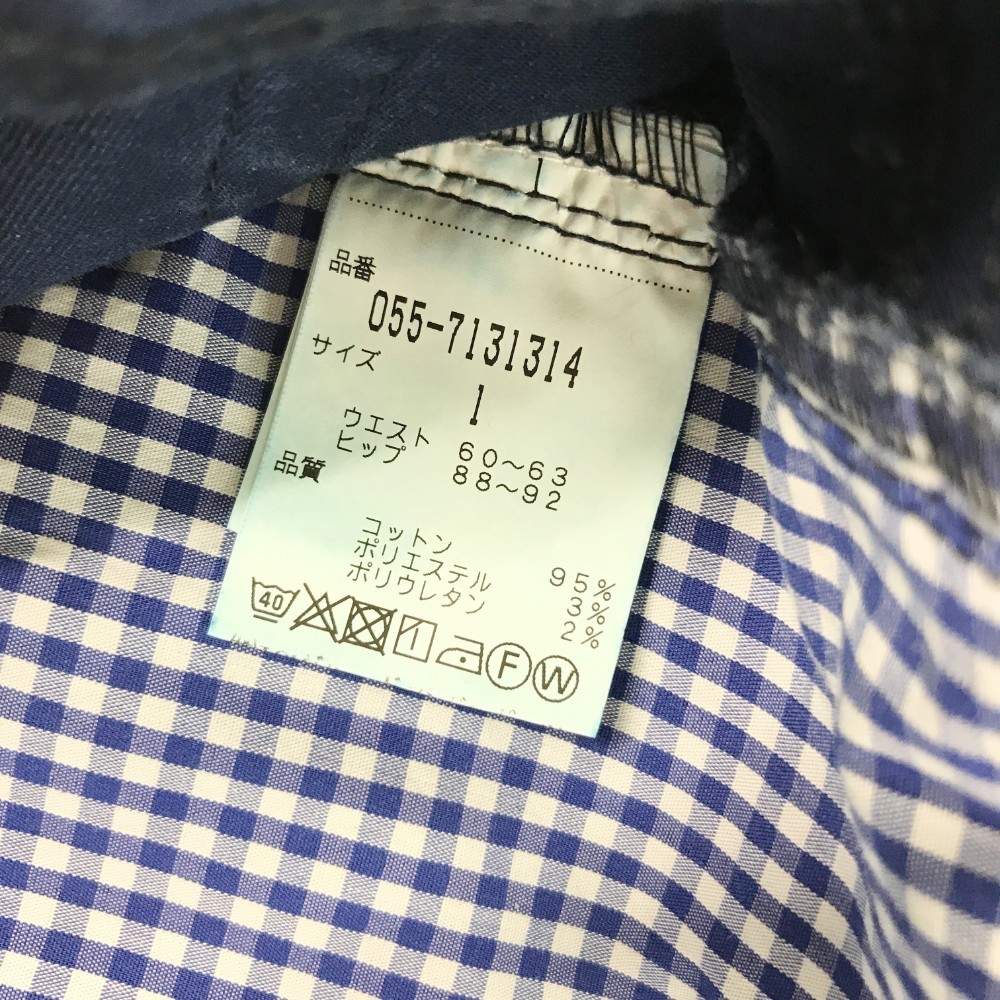 品番
055-7131314
サイズ
1
ウエスト 60～63
ヒップ 88～92
品質
コットン 95%
ポリエステル 3%
ポリウレタン 2%
40
F W